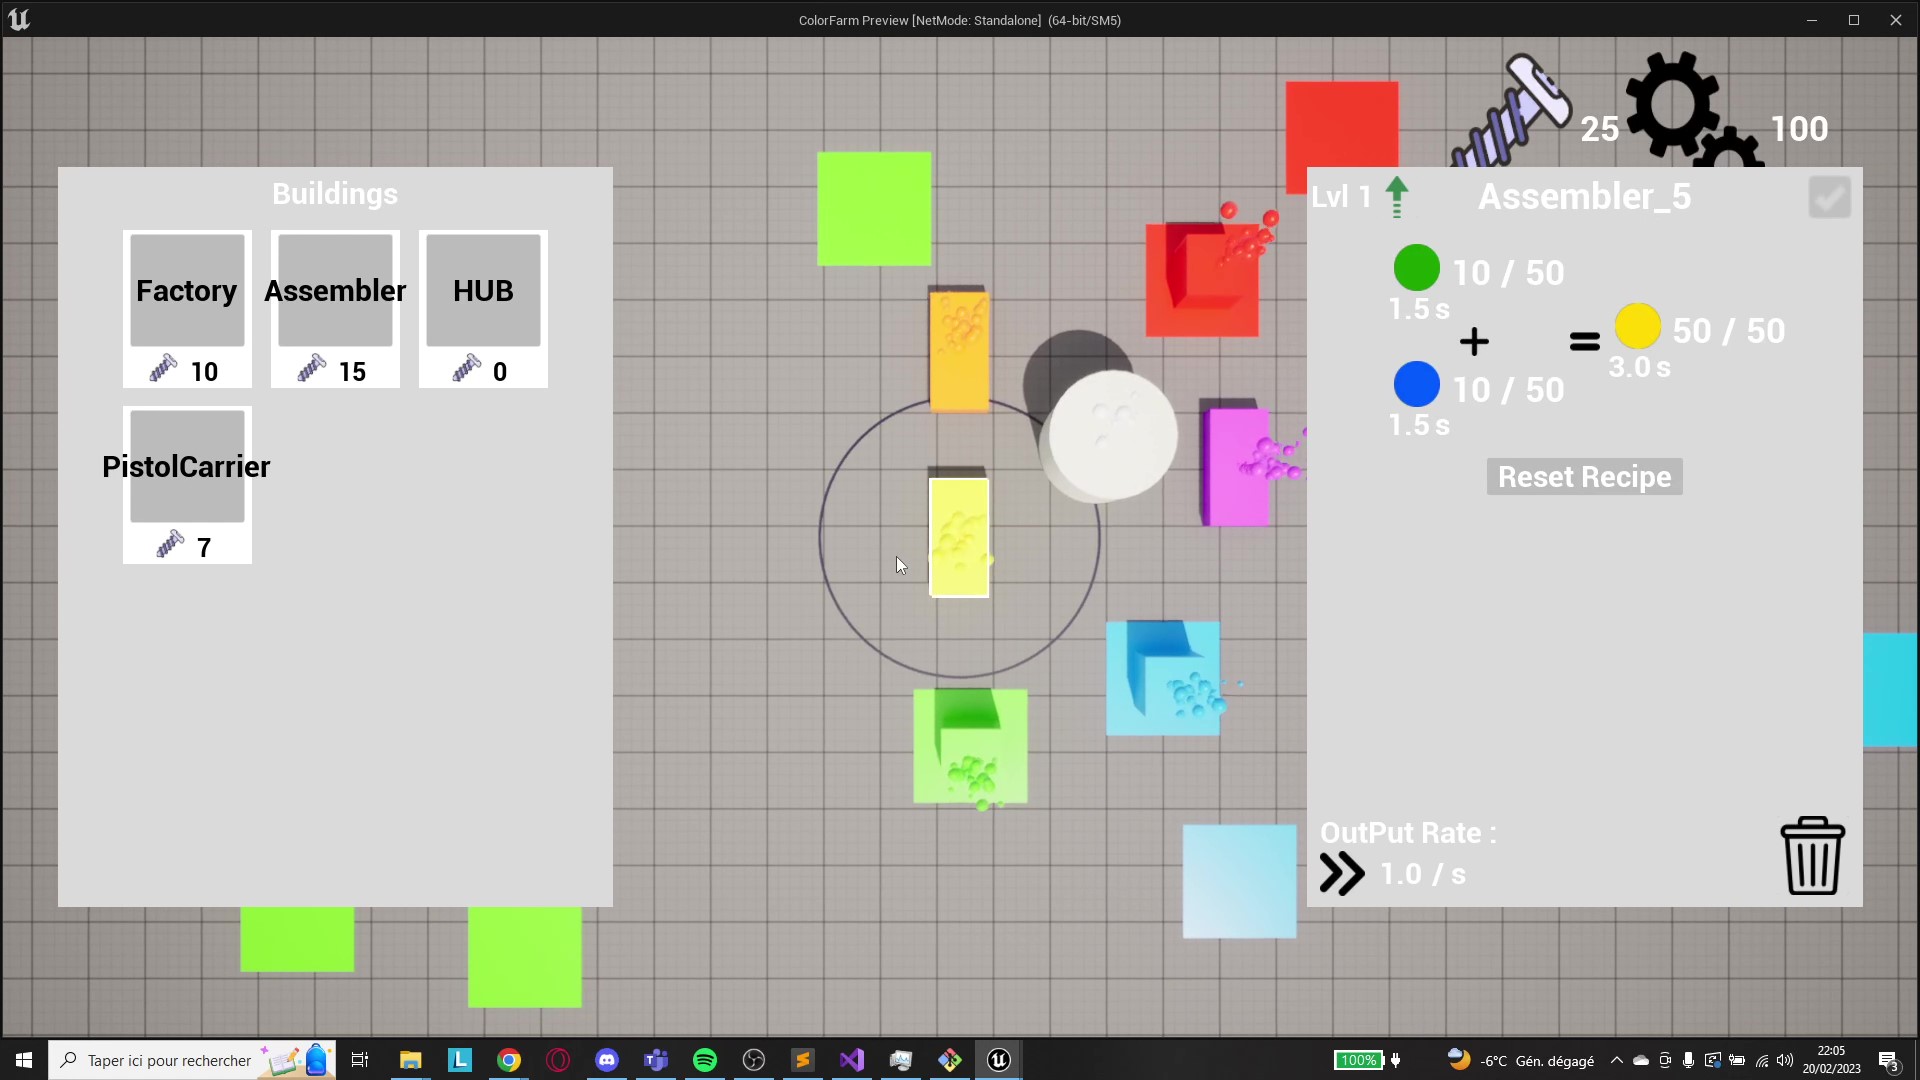 ColorFarm Preview [NetMode: Standalone] (64-bit/SM5)
25
100
Buildings
Factory
Assembler
HUB
10
15
0
PistolCarrier
7
Lvl 1
Assembler_5
10 / 50
1.5 s
+
=
50 / 50
3.0 s
10 / 50
1.5 s
Reset Recipe
OutPut Rate :
1.0 / s
Taper ici pour rechercher
L
100%
-6°C Gén. dégagé
22:05
20/02/2023
3